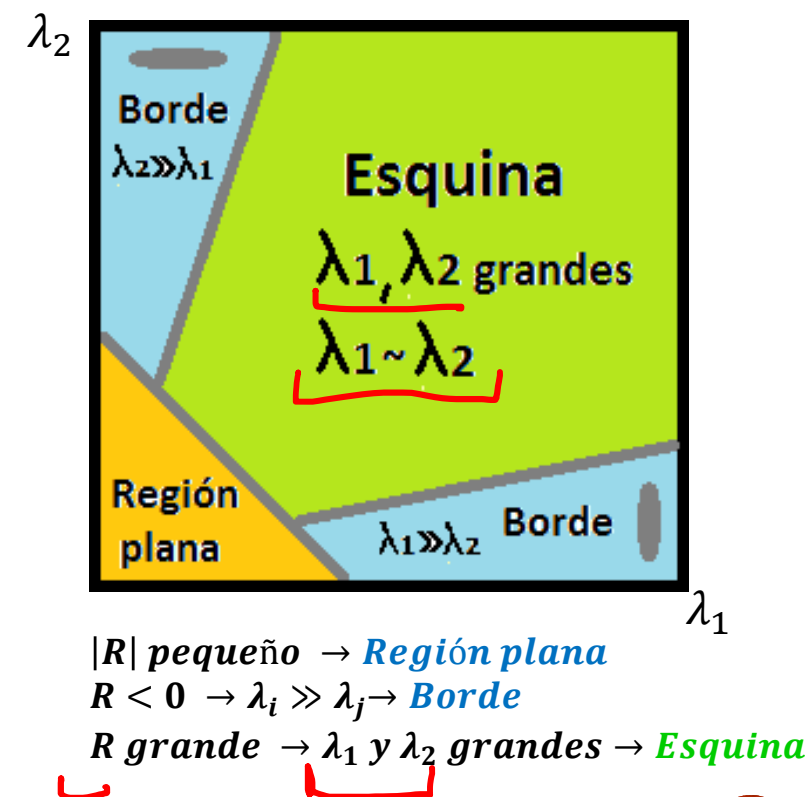 λ₂
Borde
λ2»λ1
Esquina
λ1, λ2 grandes
λ1~λ2
Región
plana
λ1»λ2
Borde
λ₁
|R| pequeño → Región plana
R < 0 → λᵢ ≫ λⱼ→ Borde
R grande → λ₁ y λ₂ grandes → Esquina